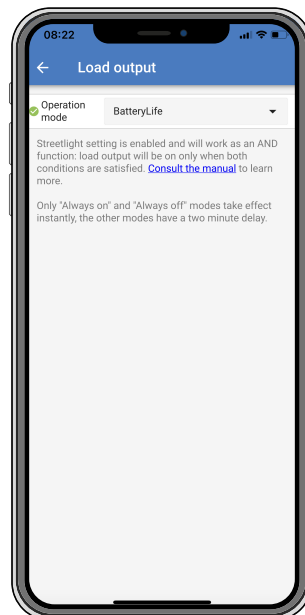 08:22
Load output
Operation
mode
BatteryLife
Streetlight setting is enabled and will work as an AND
function: load output will be on only when both
conditions are satisfied. Consult the manual to learn
more.
Only "Always on" and "Always off" modes take effect
instantly, the other modes have a two minute delay.